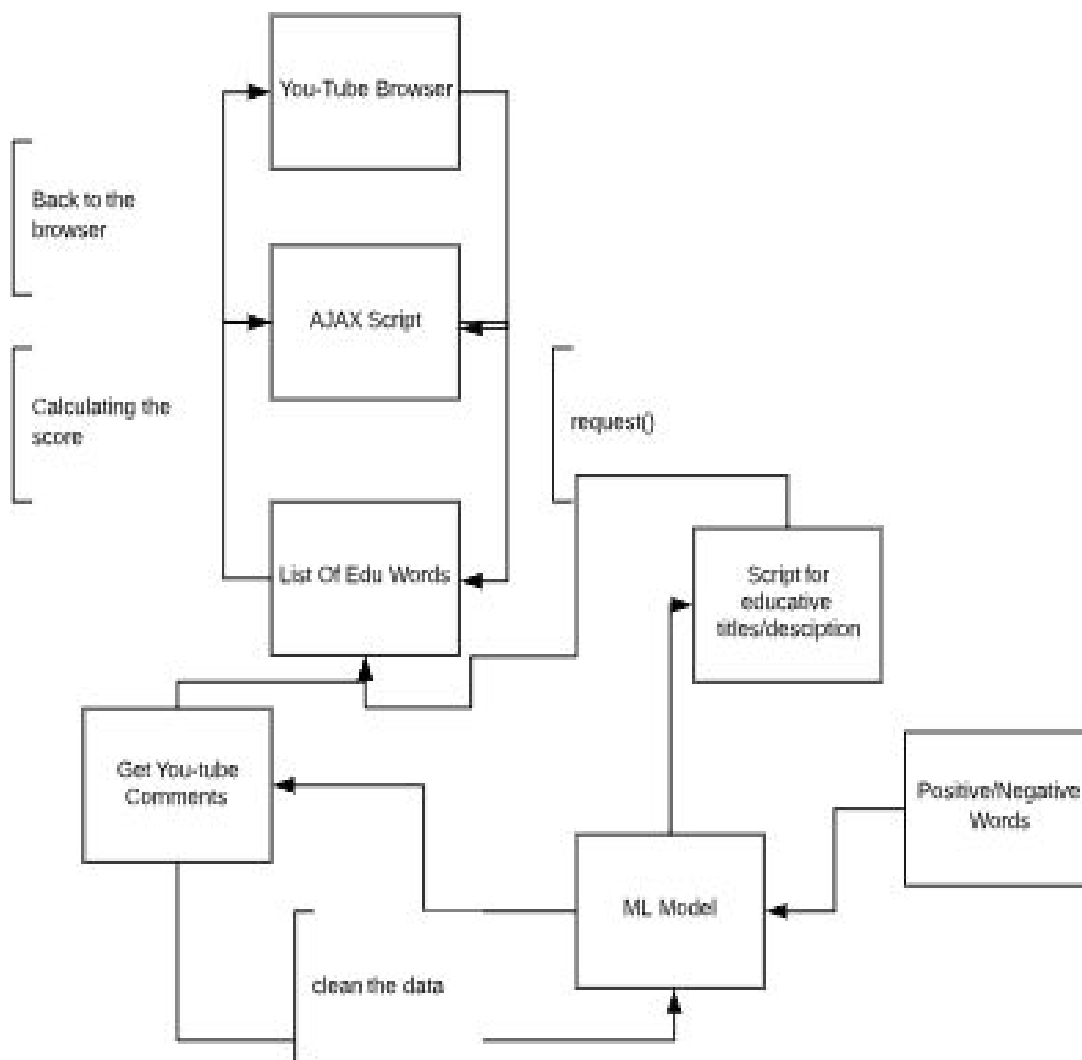 You-Tube Browser
Back to the
browser
AJAX Script
Calculating the
score
request()
List Of Edu Words
Script for
educative
titles/desciption
Get You-tube
Comments
Positive/Negative
Words
ML Model
clean the data